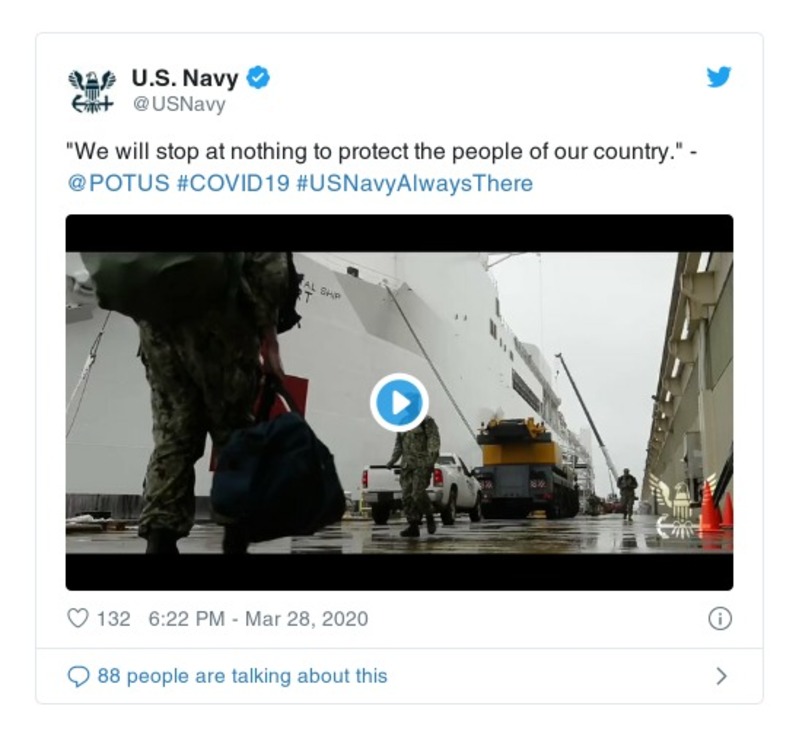 U.S. Navy
@USNavy
"We will stop at nothing to protect the people of our country." -
@POTUS #COVID19 #USNavyAlwaysThere
AL SHIP
RT
132 6:22 PM - Mar 28, 2020
88 people are talking about this